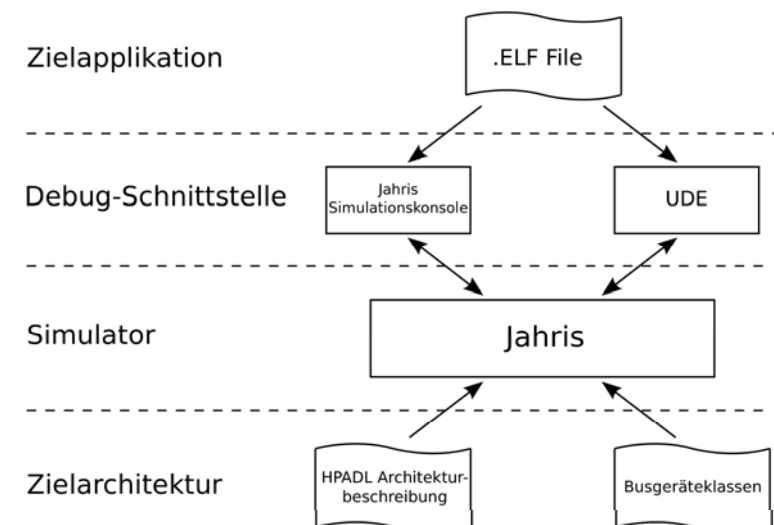 Zielapplikation
.ELF File
Debug-Schnittstelle
Jahris
Simulationskonsole
UDE
Simulator
Jahris
Zielarchitektur
HPADL Architektur-
beschreibung
Busgeräteklassen